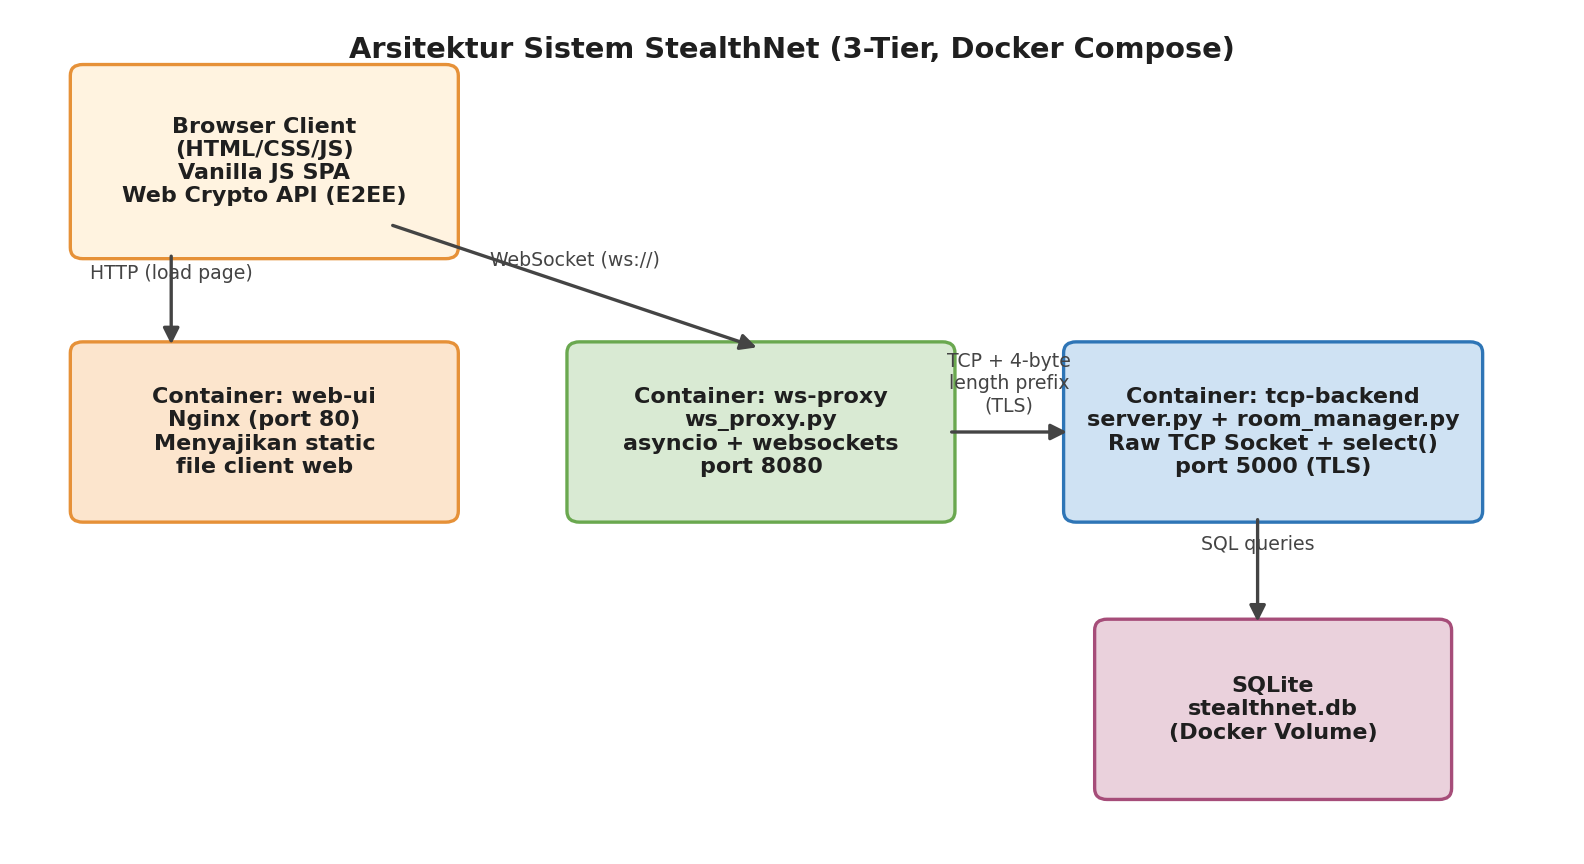 Arsitektur Sistem StealthNet (3-Tier, Docker Compose)
Browser Client
(HTML/CSS/JS)
Vanilla JS SPA
Web Crypto API (E2EE)
HTTP (load page)
WebSocket (ws://)
Container: web-ui
Nginx (port 80)
Menyajikan static
file client web
Container: ws-proxy
ws_proxy.py
asyncio + websockets
port 8080
TCP + 4-byte
length prefix
(TLS)
Container: tcp-backend
server.py + room_manager.py
Raw TCP Socket + select()
port 5000 (TLS)
SQL queries
SQLite
stealthnet.db
(Docker Volume)